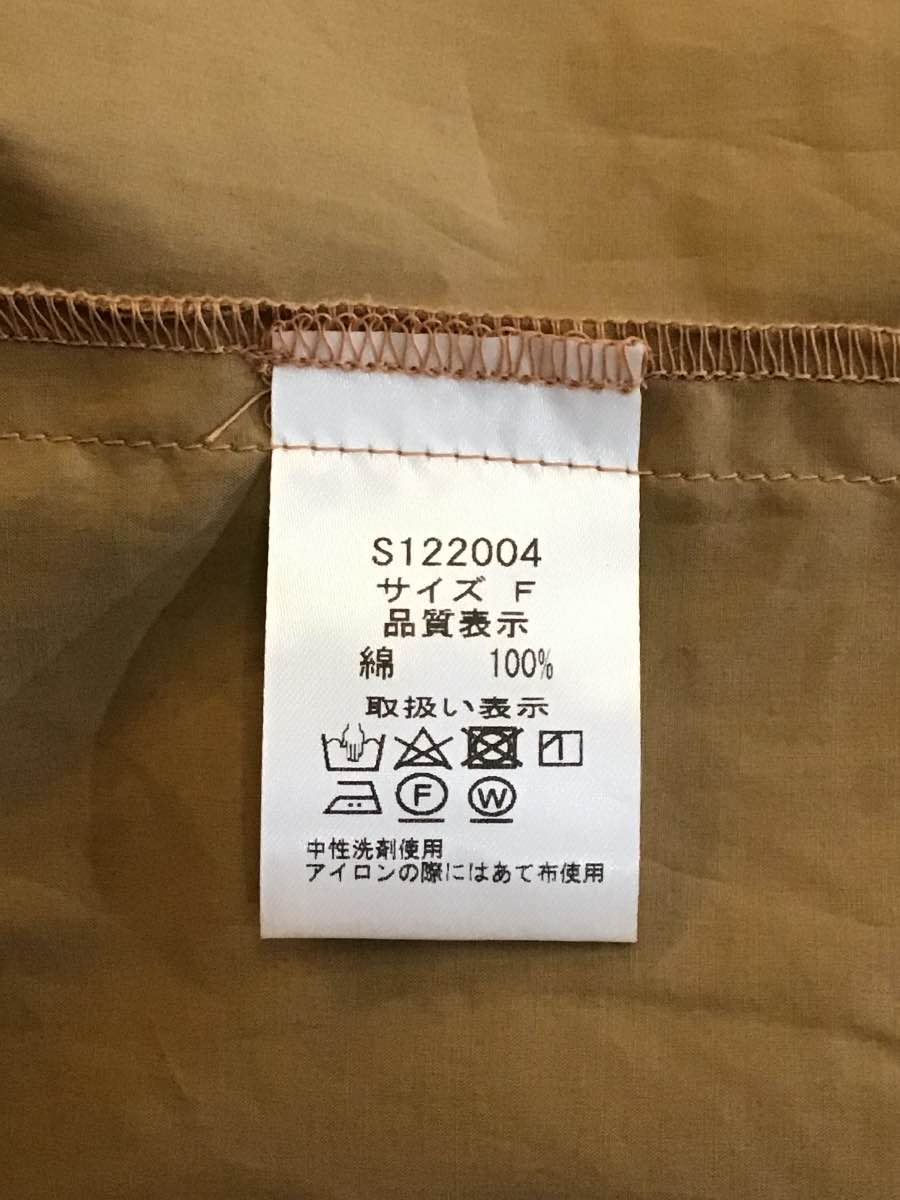 S122004
サイズ F
品質表示
綿 100%
取扱い表示
1
F W
中性洗剤使用
アイロンの際にはあて布使用